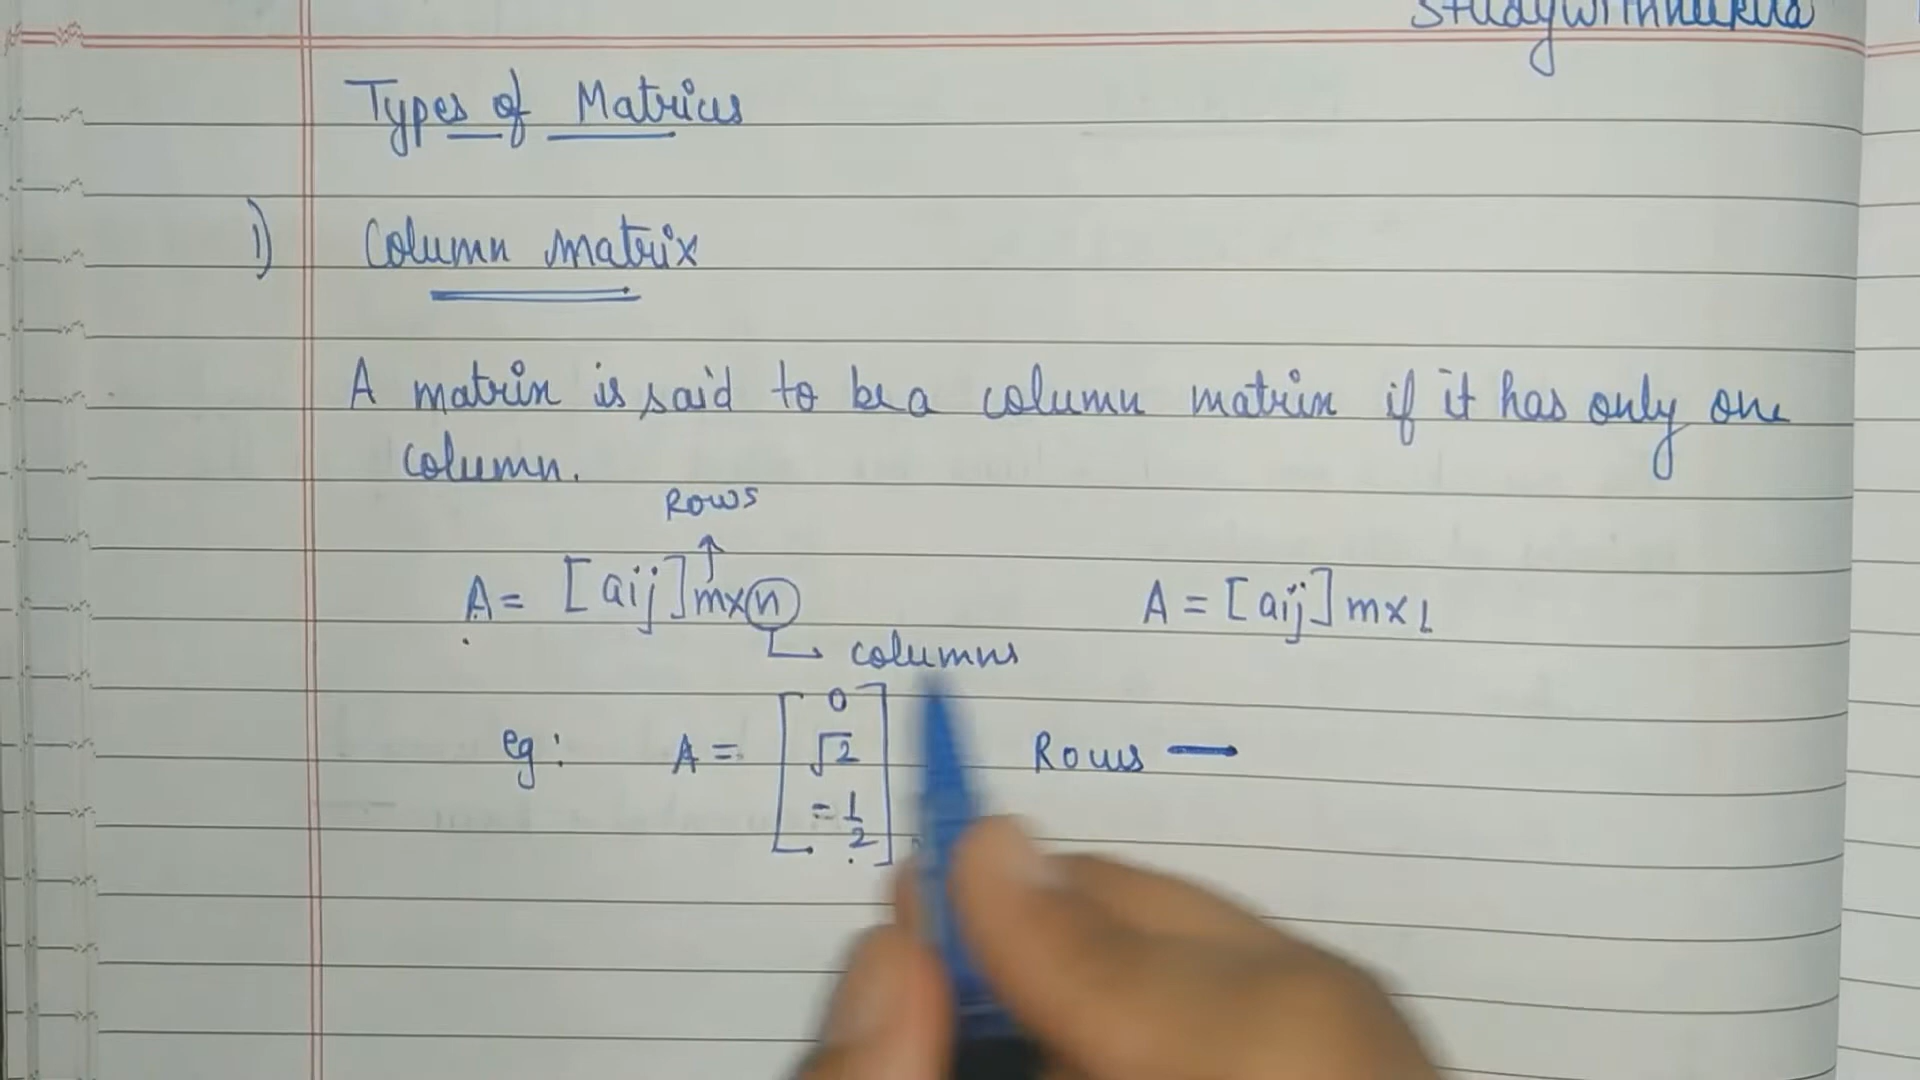 studywithnukud
Types of Matrices
1) Column matrix
A matrix is said to be a column matrix if it has only one
column.
Rows
↑
A = [aij] m×n
A = [aij] m×1
columns
eg: A = [0
√2
=1/2]
Rows —